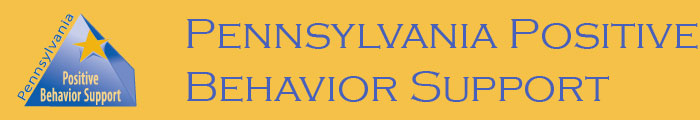 Pennsylvania
Positive
Behavior Support
Pennsylvania Positive
Behavior Support